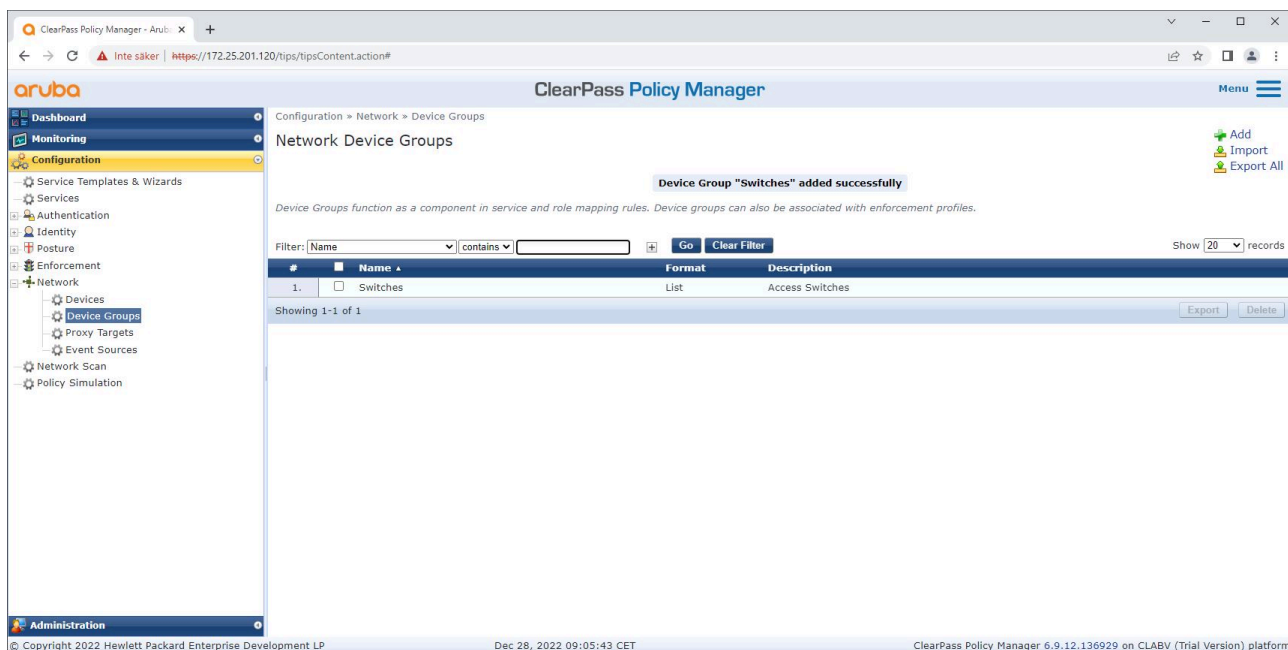 ClearPass Policy Manager - Arub
Inte säker | https://172.25.201.120/tips/tipsContent.action#
aruba
ClearPass Policy Manager
Menu
Dashboard
Monitoring
Configuration
Service Templates & Wizards
Services
Authentication
Identity
Posture
Enforcement
Network
Devices
Device Groups
Proxy Targets
Event Sources
Network Scan
Policy Simulation
Administration
Configuration » Network » Device Groups
Network Device Groups
Add
Import
Export All
Device Group "Switches" added successfully
Device Groups function as a component in service and role mapping rules. Device groups can also be associated with enforcement profiles.
Filter: Name contains Go Clear Filter Show 20 records
# Name Format Description
1. Switches List Access Switches
Showing 1-1 of 1 Export Delete
© Copyright 2022 Hewlett Packard Enterprise Development LP Dec 28, 2022 09:05:43 CET ClearPass Policy Manager 6.9.12.136929 on CLABV (Trial Version) platform